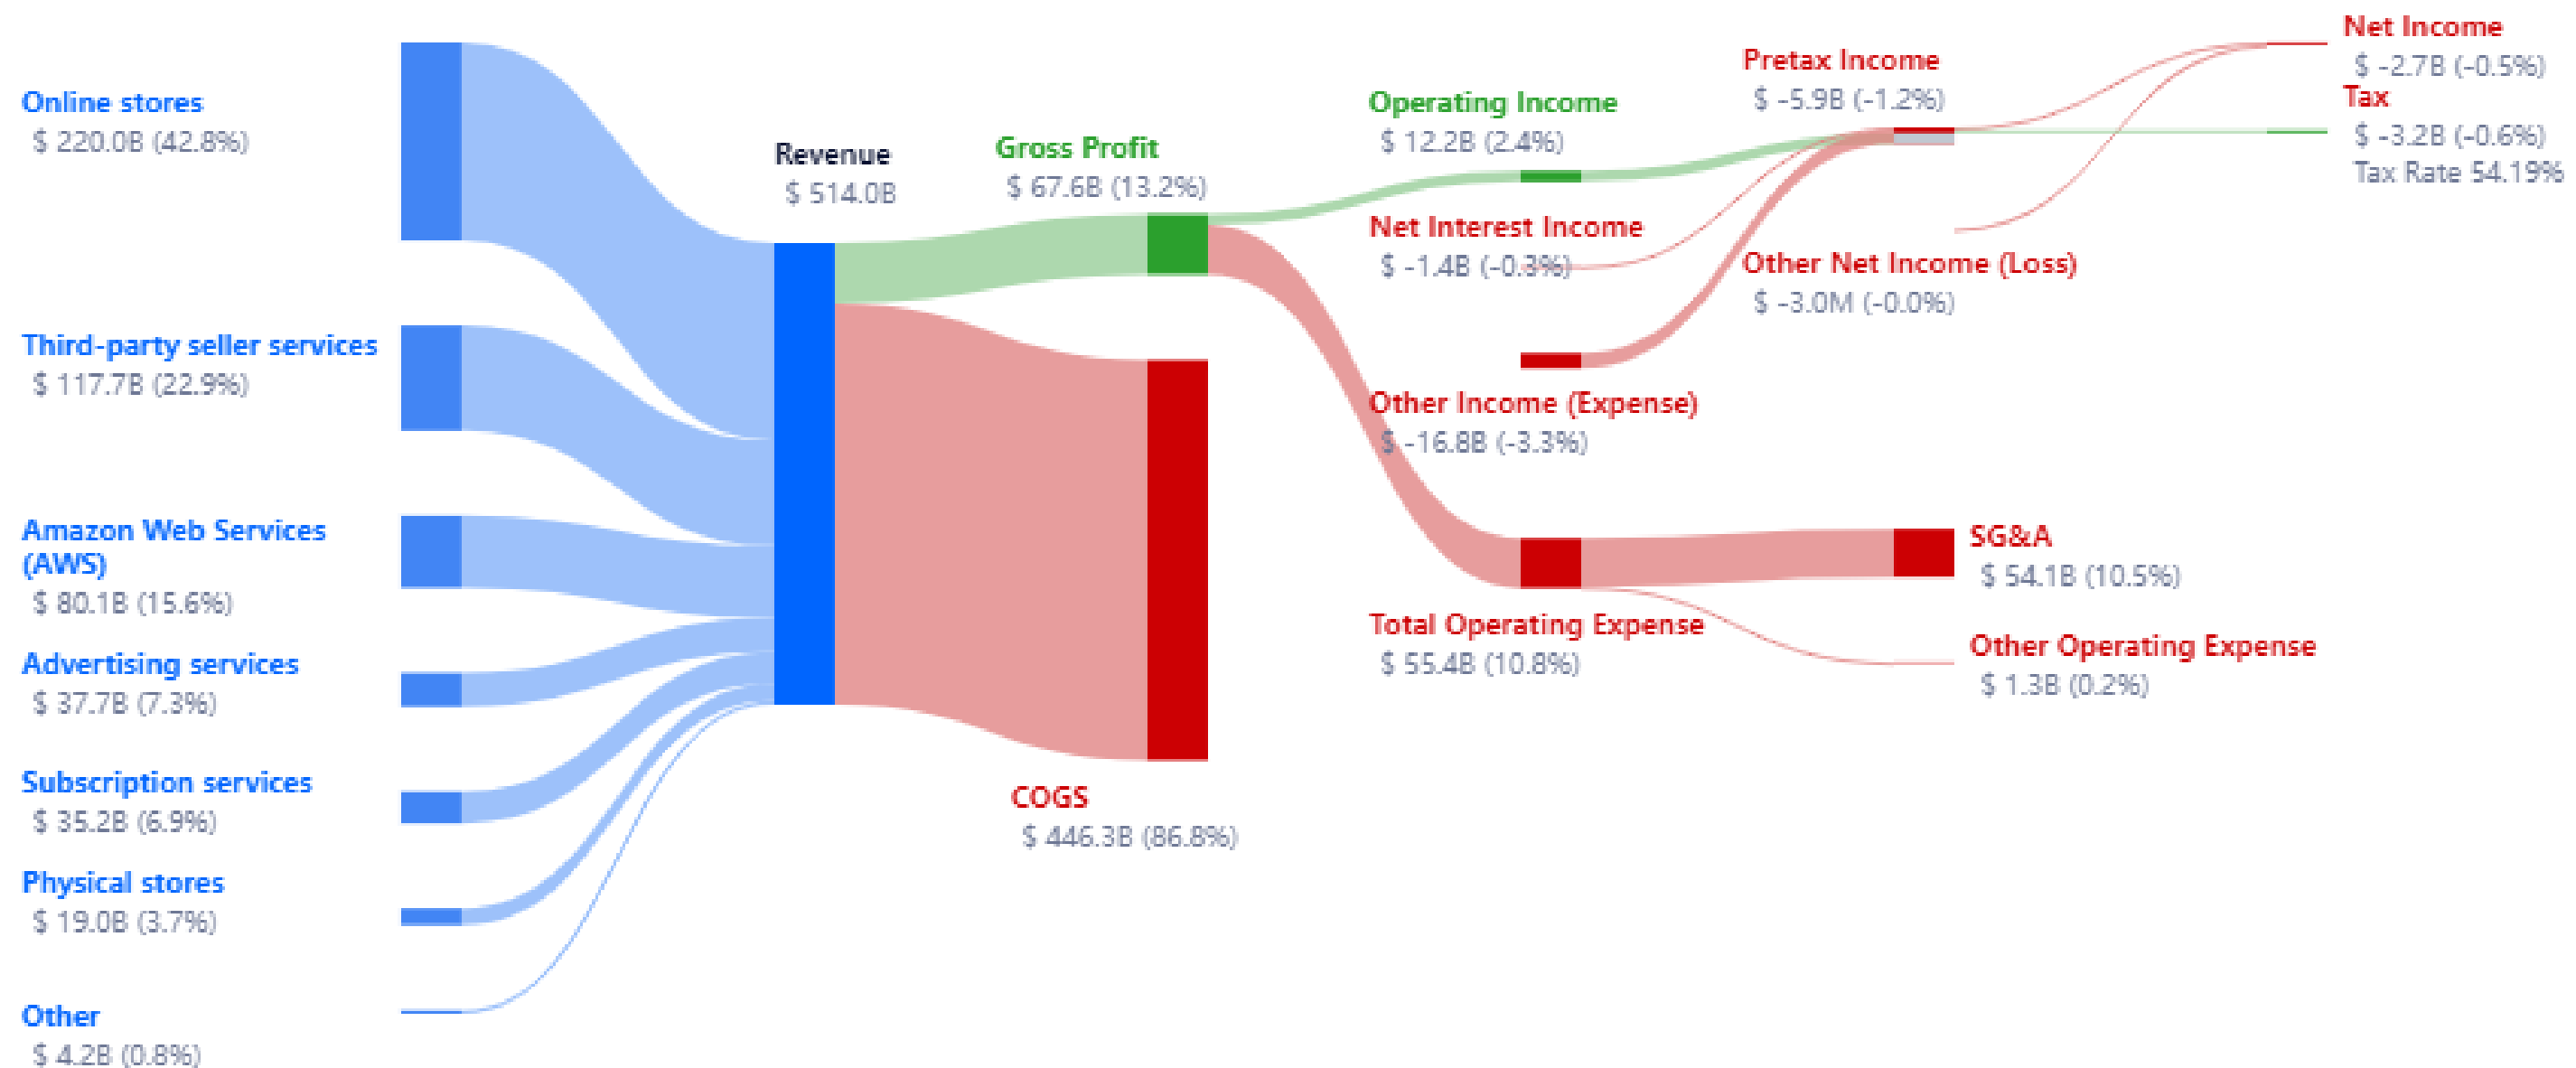 Online stores
$ 220.0B (42.8%)
Third-party seller services
$ 117.7B (22.9%)
Amazon Web Services
(AWS)
$ 80.1B (15.6%)
Advertising services
$ 37.7B (7.3%)
Subscription services
$ 35.2B (6.9%)
Physical stores
$ 19.0B (3.7%)
Other
$ 4.2B (0.8%)
Revenue
$ 514.0B
Gross Profit
$ 67.6B (13.2%)
COGS
$ 446.3B (86.8%)
Operating Income
$ 12.2B (2.4%)
Net Interest Income
$ -1.4B (-0.3%)
Other Income (Expense)
$ -16.8B (-3.3%)
Total Operating Expense
$ 55.4B (10.8%)
Pretax Income
$ -5.9B (-1.2%)
Other Net Income (Loss)
$ -3.0M (-0.0%)
SG&A
$ 54.1B (10.5%)
Other Operating Expense
$ 1.3B (0.2%)
Net Income
$ -2.7B (-0.5%)
Tax
$ -3.2B (-0.6%)
Tax Rate 54.19%